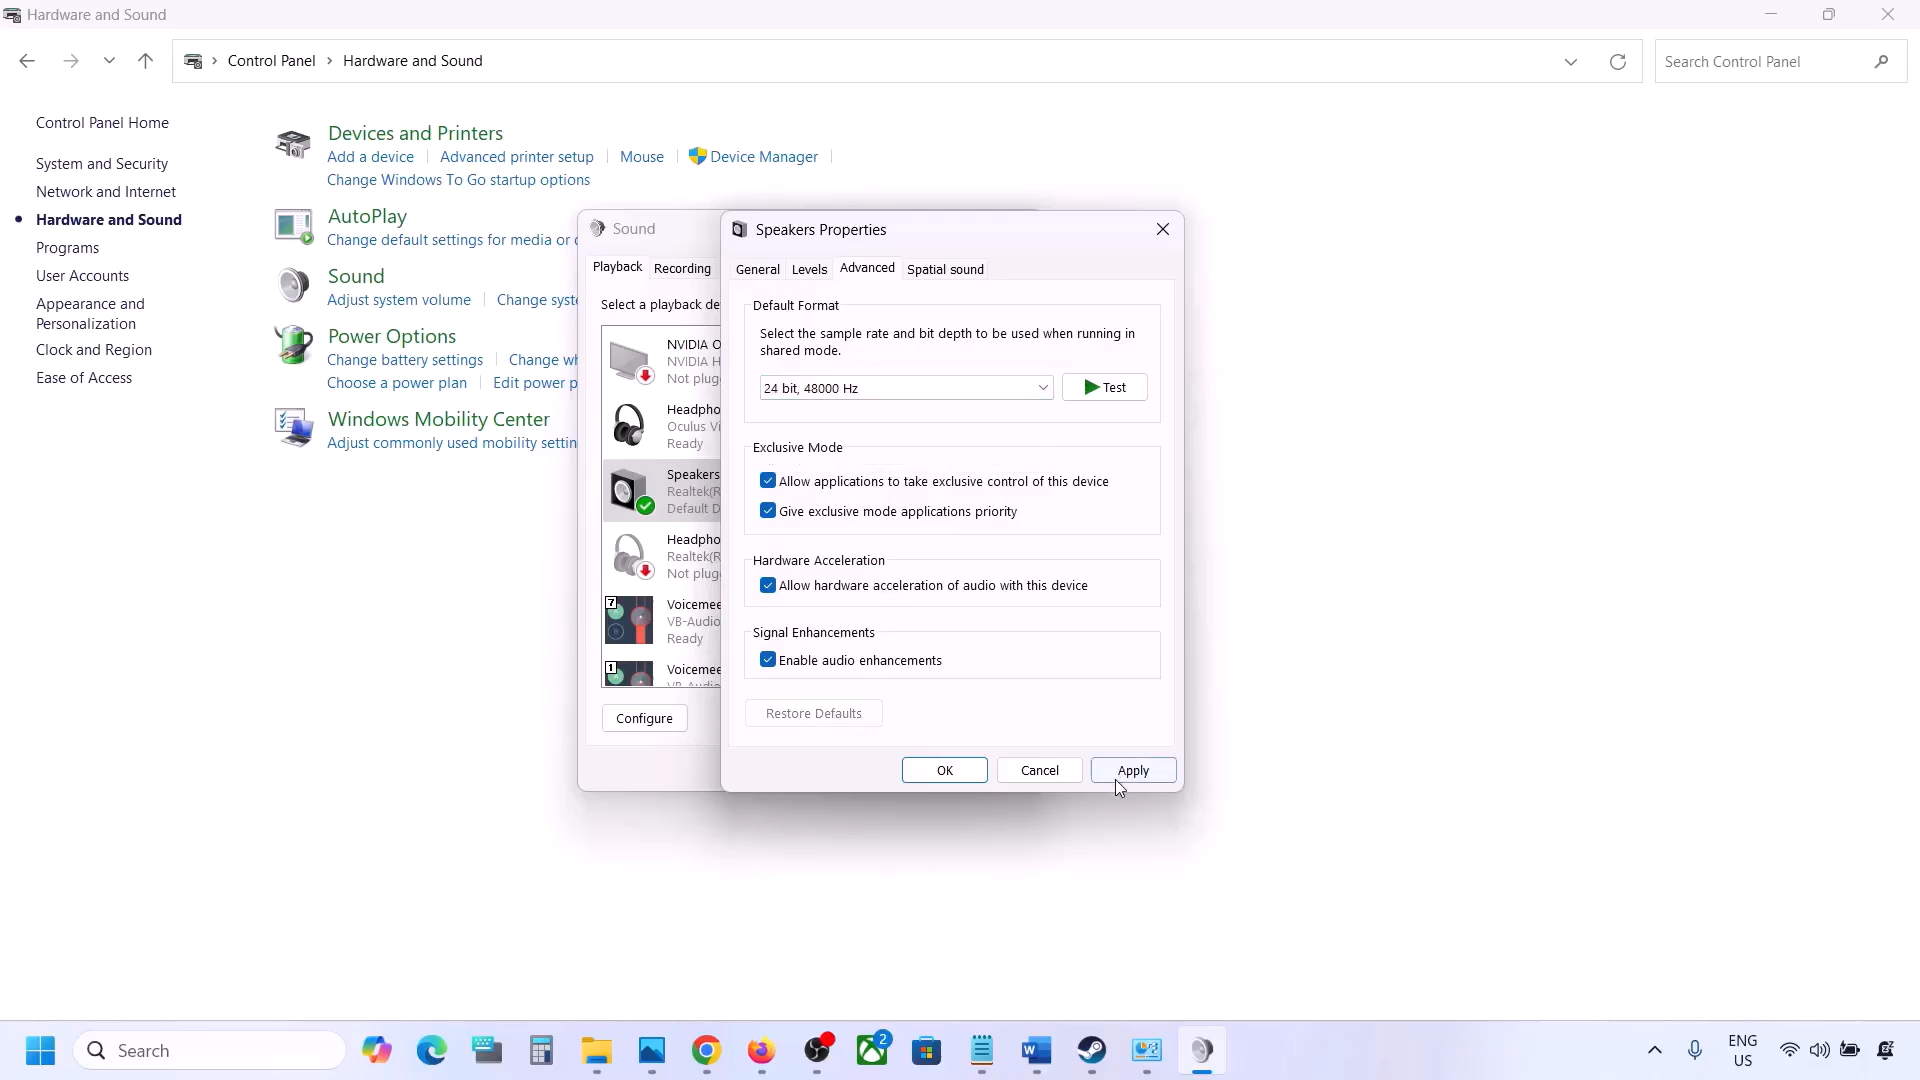 Hardware and Sound
Control Panel > Hardware and Sound
Search Control Panel
Control Panel Home
System and Security
Network and Internet
Hardware and Sound
Programs
User Accounts
Appearance and
Personalization
Clock and Region
Ease of Access
Devices and Printers
Add a device Advanced printer setup Mouse Device Manager
Change Windows To Go startup options
AutoPlay
Change default settings for media or
Sound
Adjust system volume Change syst
Power Options
Change battery settings Change wh
Choose a power plan Edit power p
Windows Mobility Center
Adjust commonly used mobility settin
Sound
Playback Recording
Select a playback de
NVIDIA O
NVIDIA H
Not plug
Headpho
Oculus Vi
Ready
Speakers
Realtek(R
Default D
Headpho
Realtek(R
Not plug
7
Voicemee
VB-Audio
Ready
1
Voicemee
VB-Audio
Configure
Speakers Properties
General Levels Advanced Spatial sound
Default Format
Select the sample rate and bit depth to be used when running in
shared mode.
24 bit, 48000 Hz Test
Exclusive Mode
Allow applications to take exclusive control of this device
Give exclusive mode applications priority
Hardware Acceleration
Allow hardware acceleration of audio with this device
Signal Enhancements
Enable audio enhancements
Restore Defaults
OK Cancel Apply
Search
2
ENG
US